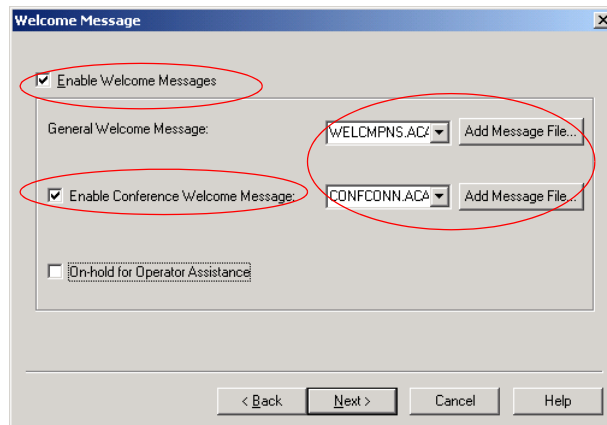 Welcome Message
Enable Welcome Messages
General Welcome Message: WELCMPNS.ACA Add Message File...
Enable Conference Welcome Message: CONFCONN.ACA Add Message File...
On-hold for Operator Assistance
< Back Next > Cancel Help